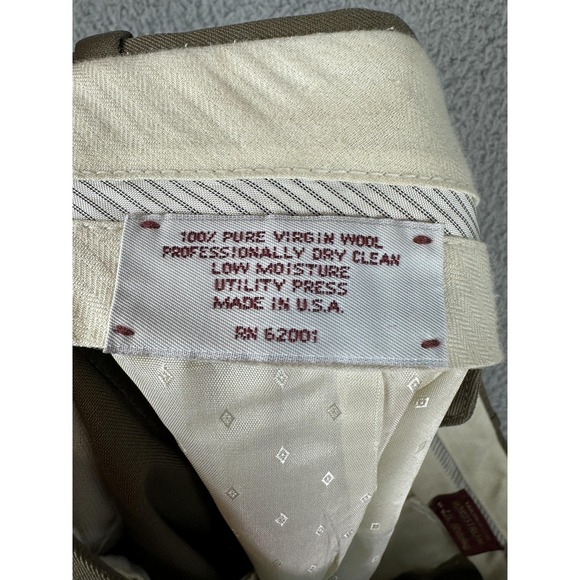 100% PURE VIRGIN WOOL
PROFESSIONALLY DRY CLEAN
LOW MOISTURE
UTILITY PRESS
MADE IN U.S.A.
RN 62001